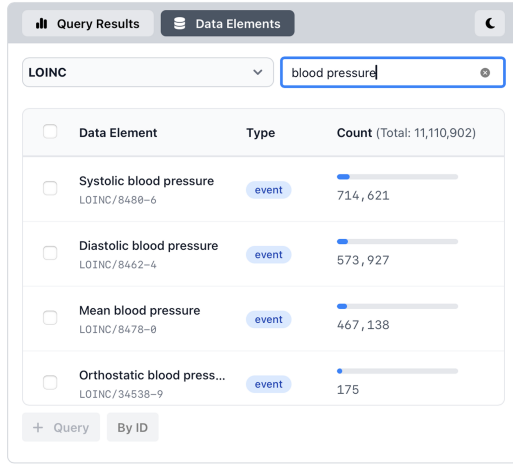 Query Results
Data Elements
LOINC
blood pressure
Data Element Type Count (Total: 11,110,902)
Systolic blood pressure
LOINC/8480-6
event
714,621
Diastolic blood pressure
LOINC/8462-4
event
573,927
Mean blood pressure
LOINC/8478-0
event
467,138
Orthostatic blood press...
LOINC/34538-9
event
175
+ Query
By ID